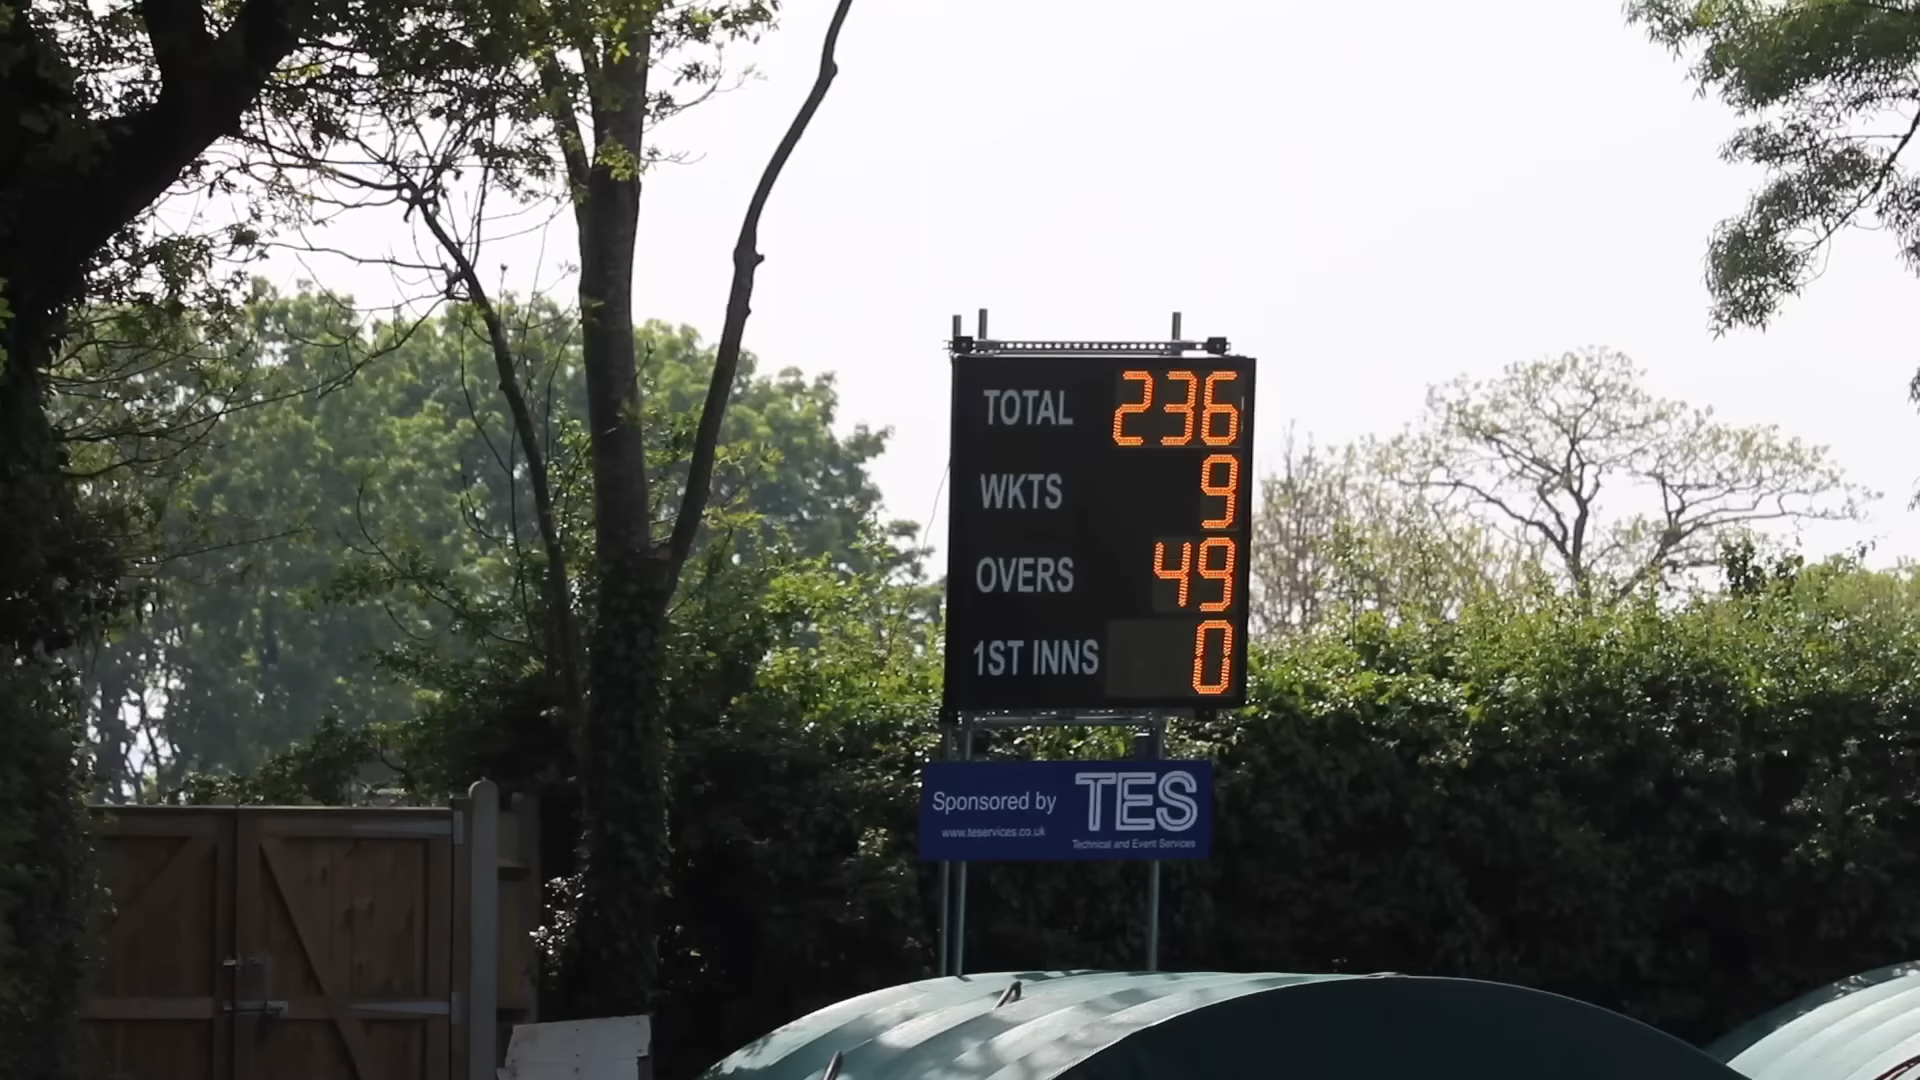 TOTAL 236
WKTS 9
OVERS 49
1ST INNS 0
Sponsored by TES
www.teservices.co.uk
Technical and Event Services